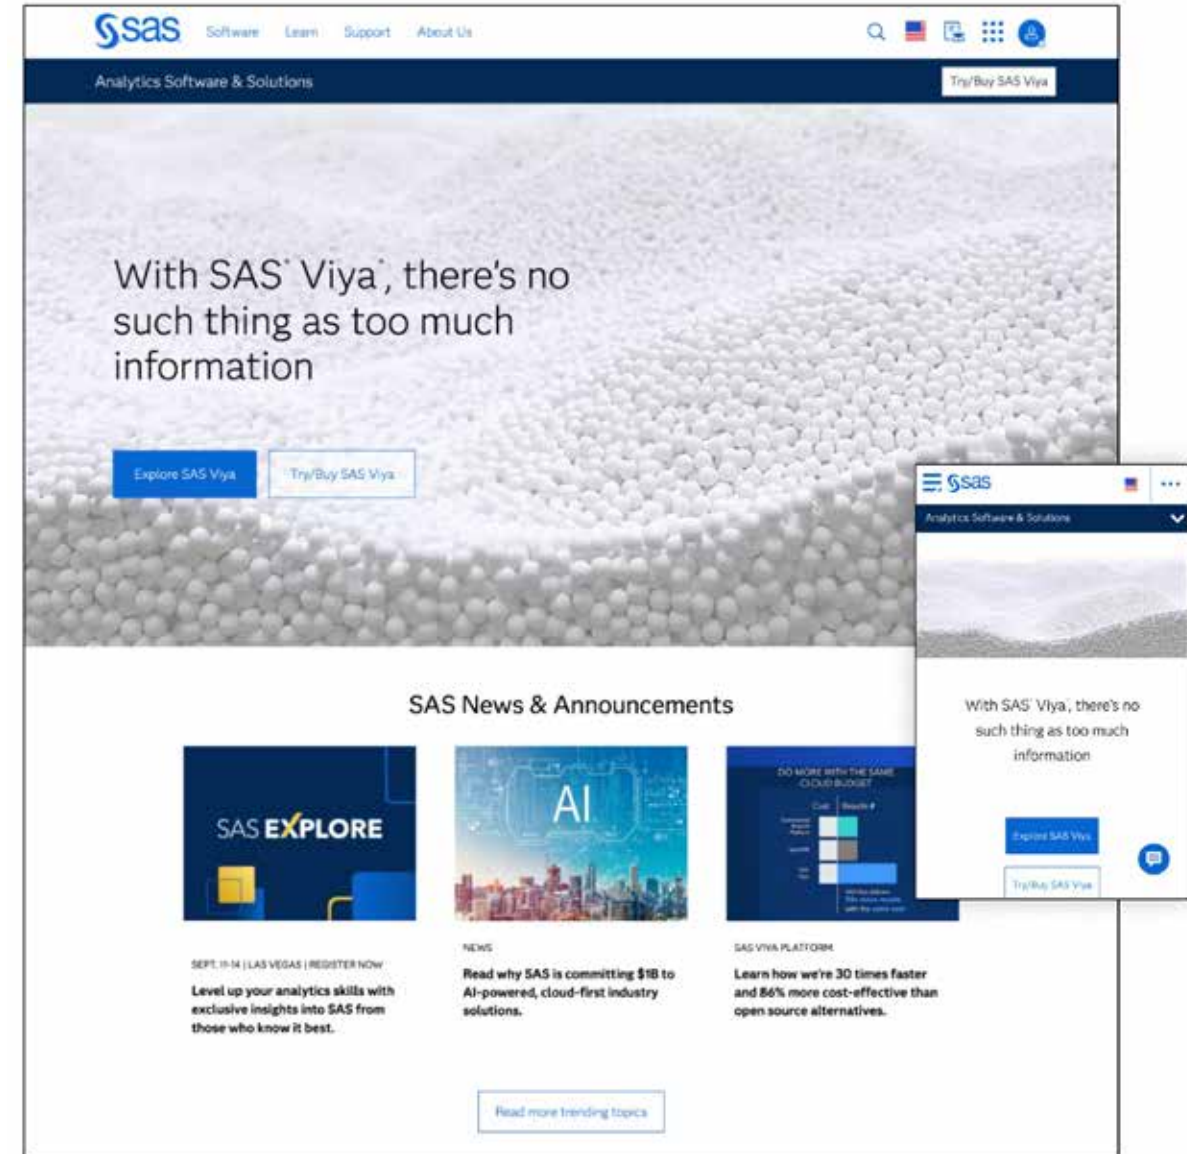 sas
Software Learn Support About Us
Analytics Software & Solutions
Try/Buy SAS Viya
With SAS® Viya®, there's no
such thing as too much
information
Explore SAS Viya
Try/Buy SAS Viya
sas
Analytics Software & Solutions
With SAS® Viya®, there's no
such thing as too much
information
Explore SAS Viya
Try/Buy SAS Viya
SAS News & Announcements
SAS EXPLORE
SEPT. 11-14 | LAS VEGAS | REGISTER NOW
Level up your analytics skills with
exclusive insights into SAS from
those who know it best.
AI
NEWS
Read why SAS is committing $1B to
AI-powered, cloud-first industry
solutions.
DO MORE WITH THE SAME
CLOUD BUDGET
Cost Results #
SAS VIYA PLATFORM
Learn how we're 30 times faster
and 86% more cost-effective than
open source alternatives.
Read more trending topics